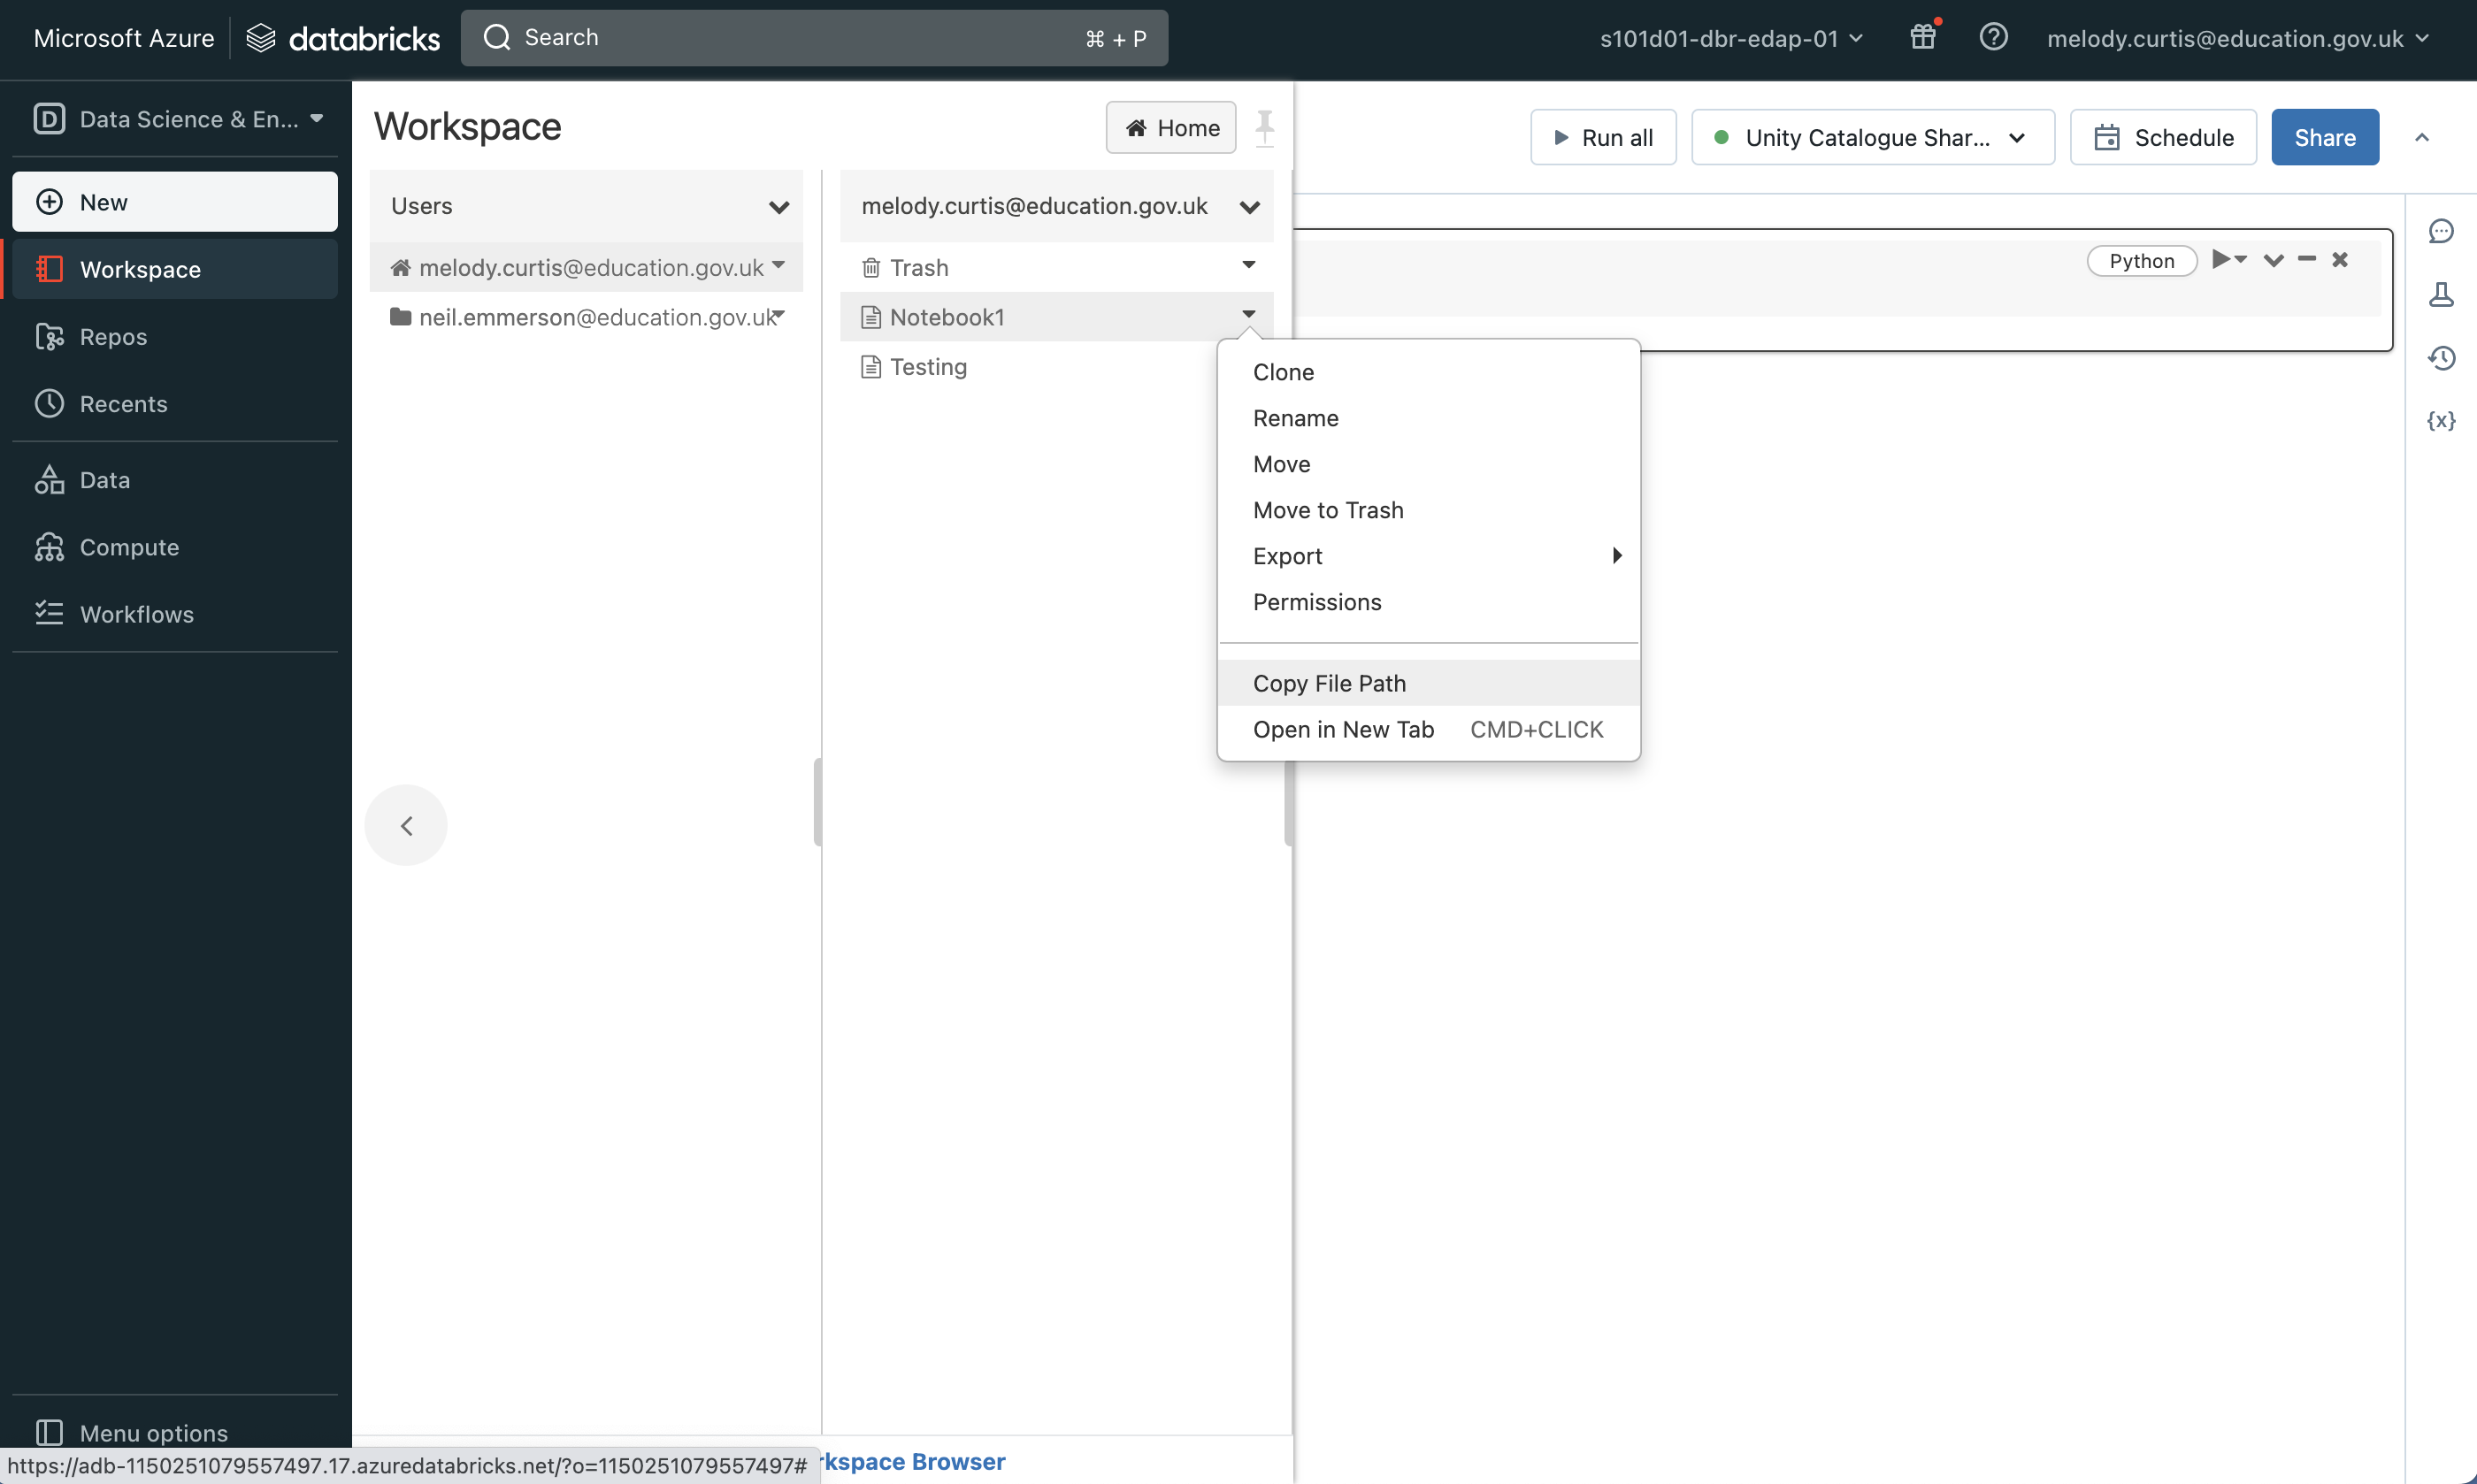 Microsoft Azure databricks Search ⌘ + P s101d01-dbr-edap-01 melody.curtis@education.gov.uk
D Data Science & En...
New
Workspace
Repos
Recents
Data
Compute
Workflows
Menu options
Workspace Home
Users
melody.curtis@education.gov.uk
neil.emmerson@education.gov.uk
melody.curtis@education.gov.uk
Trash
Notebook1
Testing
Clone
Rename
Move
Move to Trash
Export
Permissions
Copy File Path
Open in New Tab CMD+CLICK
Run all Unity Catalogue Shar... Schedule Share
Python
{x}
https://adb-1150251079557497.17.azuredatabricks.net/?o=1150251079557497#
rkspace Browser